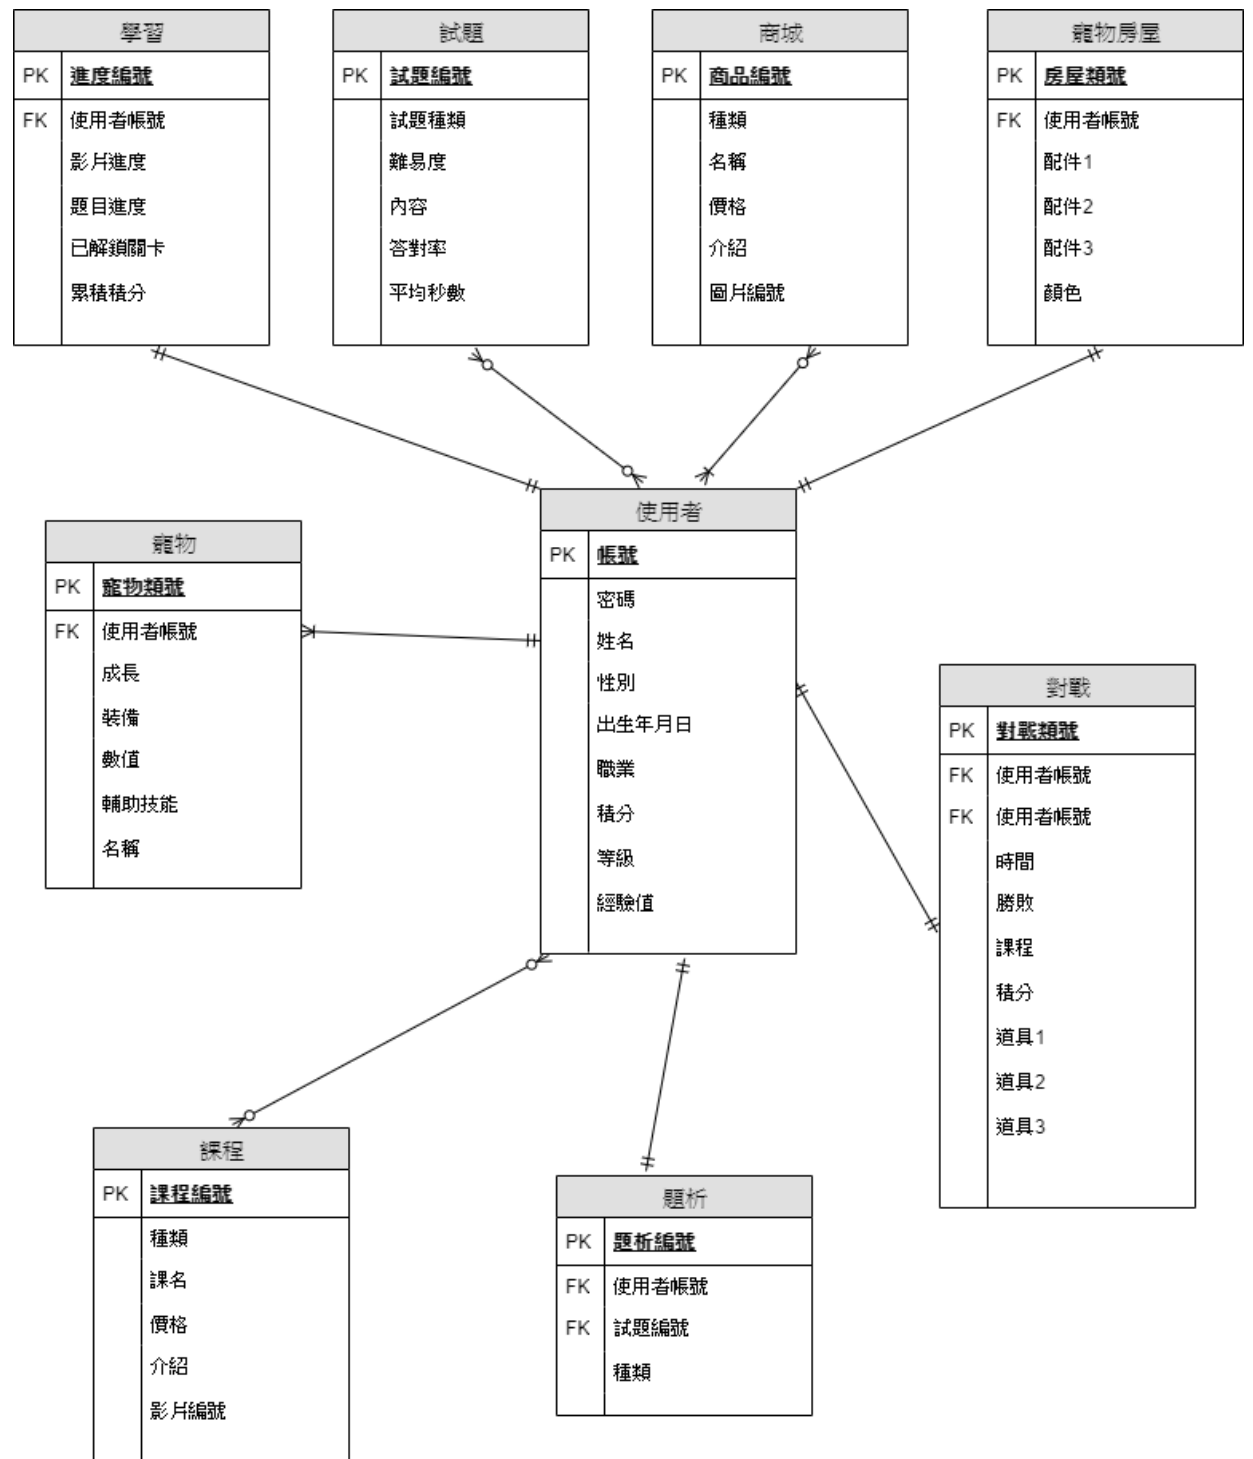 學習
PK 進度編號
FK 使用者帳號
影片進度
題目進度
已解鎖關卡
累積積分
試題
PK 試題編號
試題種類
難易度
內容
答對率
平均秒數
商城
PK 商品編號
種類
名稱
價格
介紹
圖片編號
寵物房屋
PK 房屋類號
FK 使用者帳號
配件1
配件2
配件3
顏色
寵物
PK 寵物類號
FK 使用者帳號
成長
裝備
數值
輔助技能
名稱
使用者
PK 帳號
密碼
姓名
性別
出生年月日
職業
積分
等級
經驗值
對戰
PK 對戰類號
FK 使用者帳號
FK 使用者帳號
時間
勝敗
課程
積分
道具1
道具2
道具3
課程
PK 課程編號
種類
課名
價格
介紹
影片編號
題析
PK 題析編號
FK 使用者帳號
FK 試題編號
種類